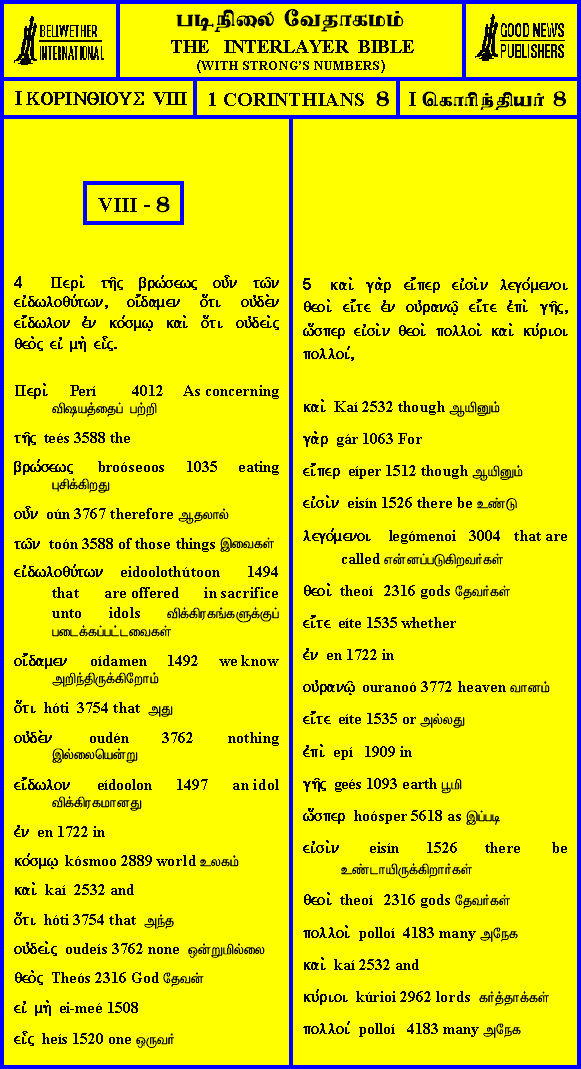 BELLWETHER
INTERNATIONAL
படிநிலை வேதாகமம்
THE INTERLAYER BIBLE
(WITH STRONG'S NUMBERS)
GOOD NEWS
PUBLISHERS
I ΚΟΡΙΝΘΙΟΥΣ VIII
1 CORINTHIANS 8
I கொரிந்தியர் 8
VIII - 8
4 Περὶ τῆς βρώσεως οὖν τῶν
εἰδωλοθύτων, οἴδαμεν ὅτι οὐδὲν
εἴδωλον ἐν κόσμῳ καὶ ὅτι οὐδεὶς
θεὸς εἰ μὴ εἷς.
Περὶ Perí 4012 As concerning
விஷயத்தைப் பற்றி
τῆς teés 3588 the
βρώσεως broóseoos 1035 eating
புசிக்கிறது
οὖν oún 3767 therefore ஆதலால்
τῶν toón 3588 of those things இவைகள்
εἰδωλοθύτων eidoolothútoon 1494
that are offered in sacrifice
unto idols விக்கிரகங்களுக்குப்
படைக்கப்பட்டவைகள்
οἴδαμεν oídamen 1492 we know
அறிந்திருக்கிறோம்
ὅτι hóti 3754 that அது
οὐδὲν oudén 3762 nothing
இல்லையென்று
εἴδωλον eídoolon 1497 an idol
விக்கிரகமானது
ἐν en 1722 in
κόσμῳ kósmoo 2889 world உலகம்
καὶ kaí 2532 and
ὅτι hóti 3754 that அந்த
οὐδεὶς oudeís 3762 none ஒன்றுமில்லை
θεὸς Theós 2316 God தேவன்
εἰ μὴ ei-meé 1508
εἷς heís 1520 one ஒருவர்
5 καὶ γὰρ εἴπερ εἰσὶν λεγόμενοι
θεοὶ εἴτε ἐν οὐρανῷ εἴτε ἐπὶ γῆς,
ὥσπερ εἰσὶν θεοὶ πολλοὶ καὶ κύριοι
πολλοί,
καὶ Kaí 2532 though ஆயினும்
γὰρ gár 1063 For
εἴπερ eíper 1512 though ஆயினும்
εἰσὶν eisín 1526 there be உண்டு
λεγόμενοι legómenoi 3004 that are
called என்னப்படுகிறவர்கள்
θεοὶ theoí 2316 gods தேவர்கள்
εἴτε eíte 1535 whether
ἐν en 1722 in
οὐρανῷ ouranoó 3772 heaven வானம்
εἴτε eíte 1535 or அல்லது
ἐπὶ epí 1909 in
γῆς geés 1093 earth பூமி
ὥσπερ hoósper 5618 as இப்படி
εἰσὶν eisín 1526 there be
உண்டாயிருக்கிறார்கள்
θεοὶ theoí 2316 gods தேவர்கள்
πολλοὶ polloí 4183 many அநேக
καὶ kaí 2532 and
κύριοι kúrioi 2962 lords கர்த்தாக்கள்
πολλοί polloí 4183 many அநேக